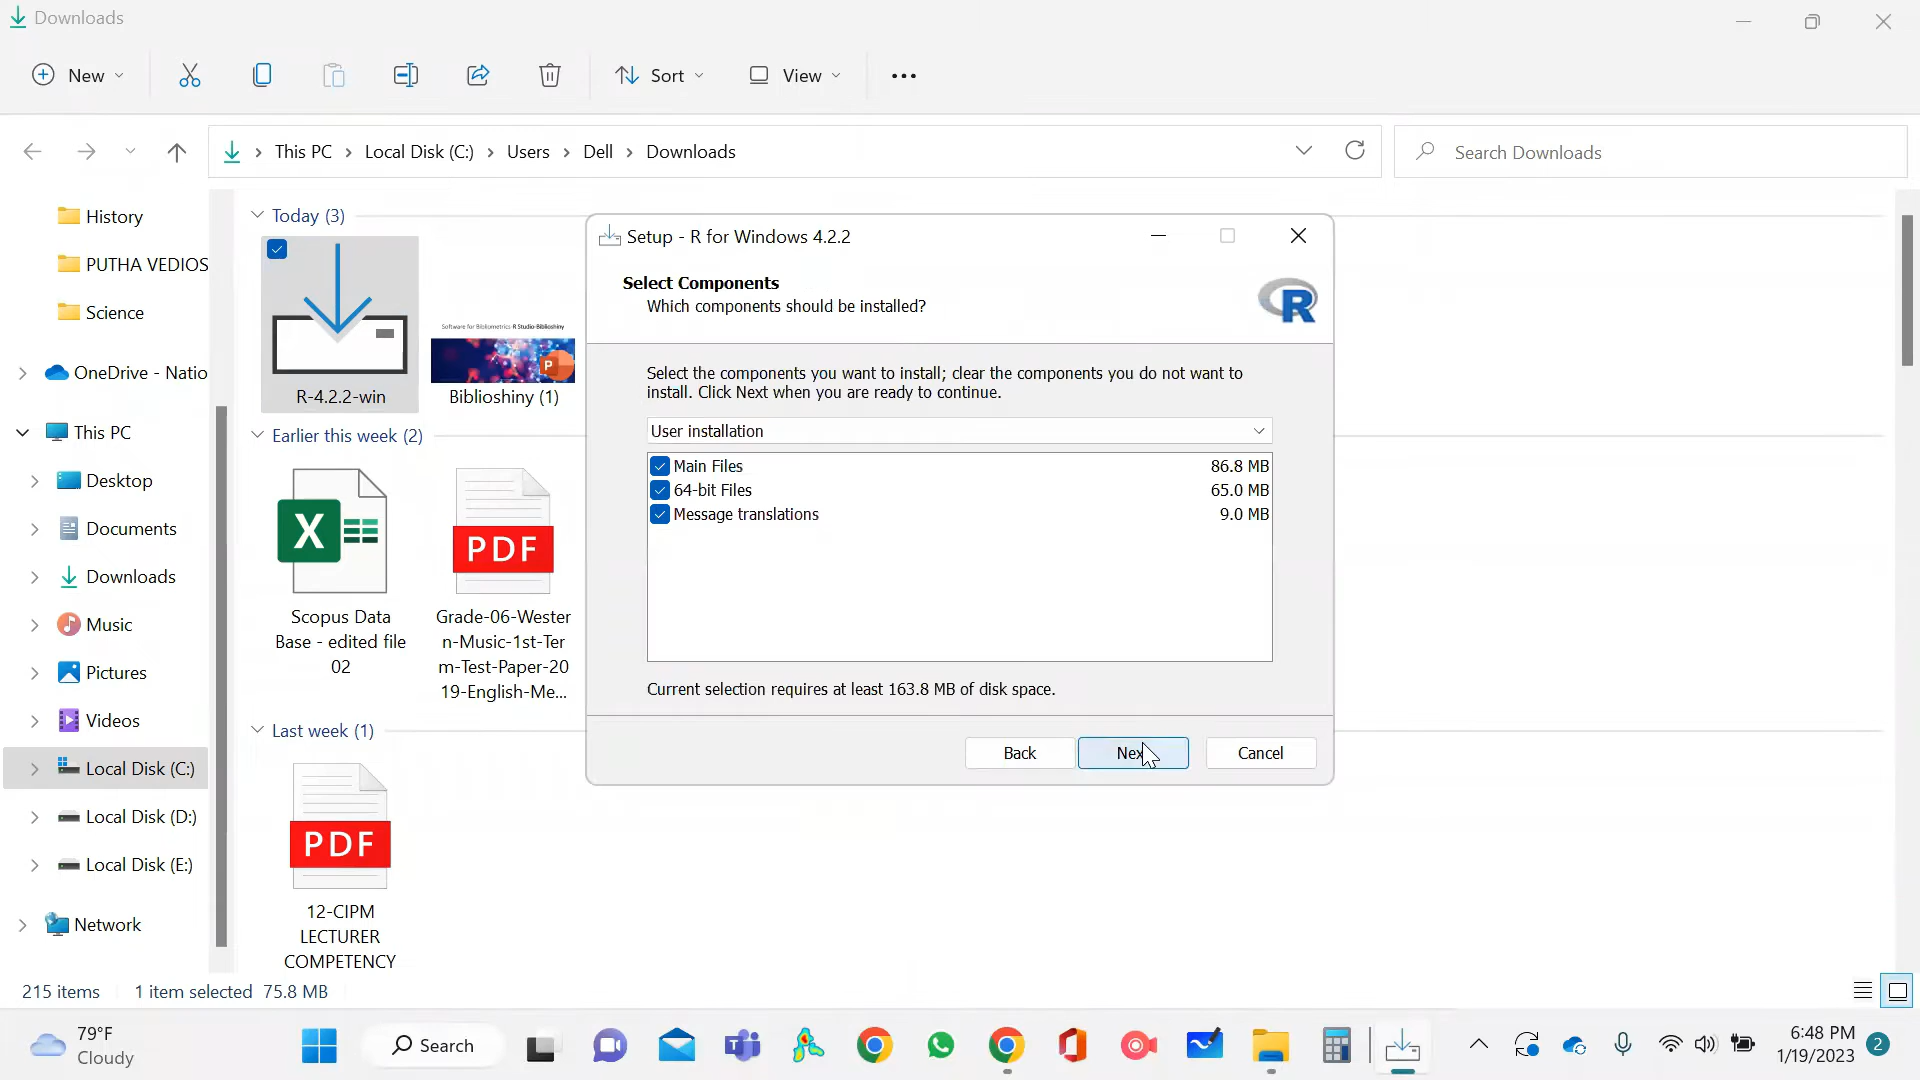 Downloads
New
Sort
View
This PC
Local Disk (C:)
Users
Dell
Downloads
Search Downloads
History
PUTHA VEDIOS
Science
OneDrive - Natio
This PC
Desktop
Documents
Downloads
Music
Pictures
Videos
Local Disk (C:)
Local Disk (D:)
Local Disk (E:)
Network
Today (3)
R-4.2.2-win
Software for Bibliometrics-R Studio-Biblioshiny
P
Biblioshiny (1)
Earlier this week (2)
X
Scopus Data
Base - edited file
02
PDF
Grade-06-Wester
n-Music-1st-Ter
m-Test-Paper-20
19-English-Me...
Last week (1)
PDF
12-CIPM
LECTURER
COMPETENCY
Setup - R for Windows 4.2.2
Select Components
Which components should be installed?
R
Select the components you want to install; clear the components you do not want to
install. Click Next when you are ready to continue.
User installation
Main Files 86.8 MB
64-bit Files 65.0 MB
Message translations 9.0 MB
Current selection requires at least 163.8 MB of disk space.
Back
Next
Cancel
215 items
1 item selected 75.8 MB
79°F
Cloudy
Search
6:48 PM
1/19/2023
2